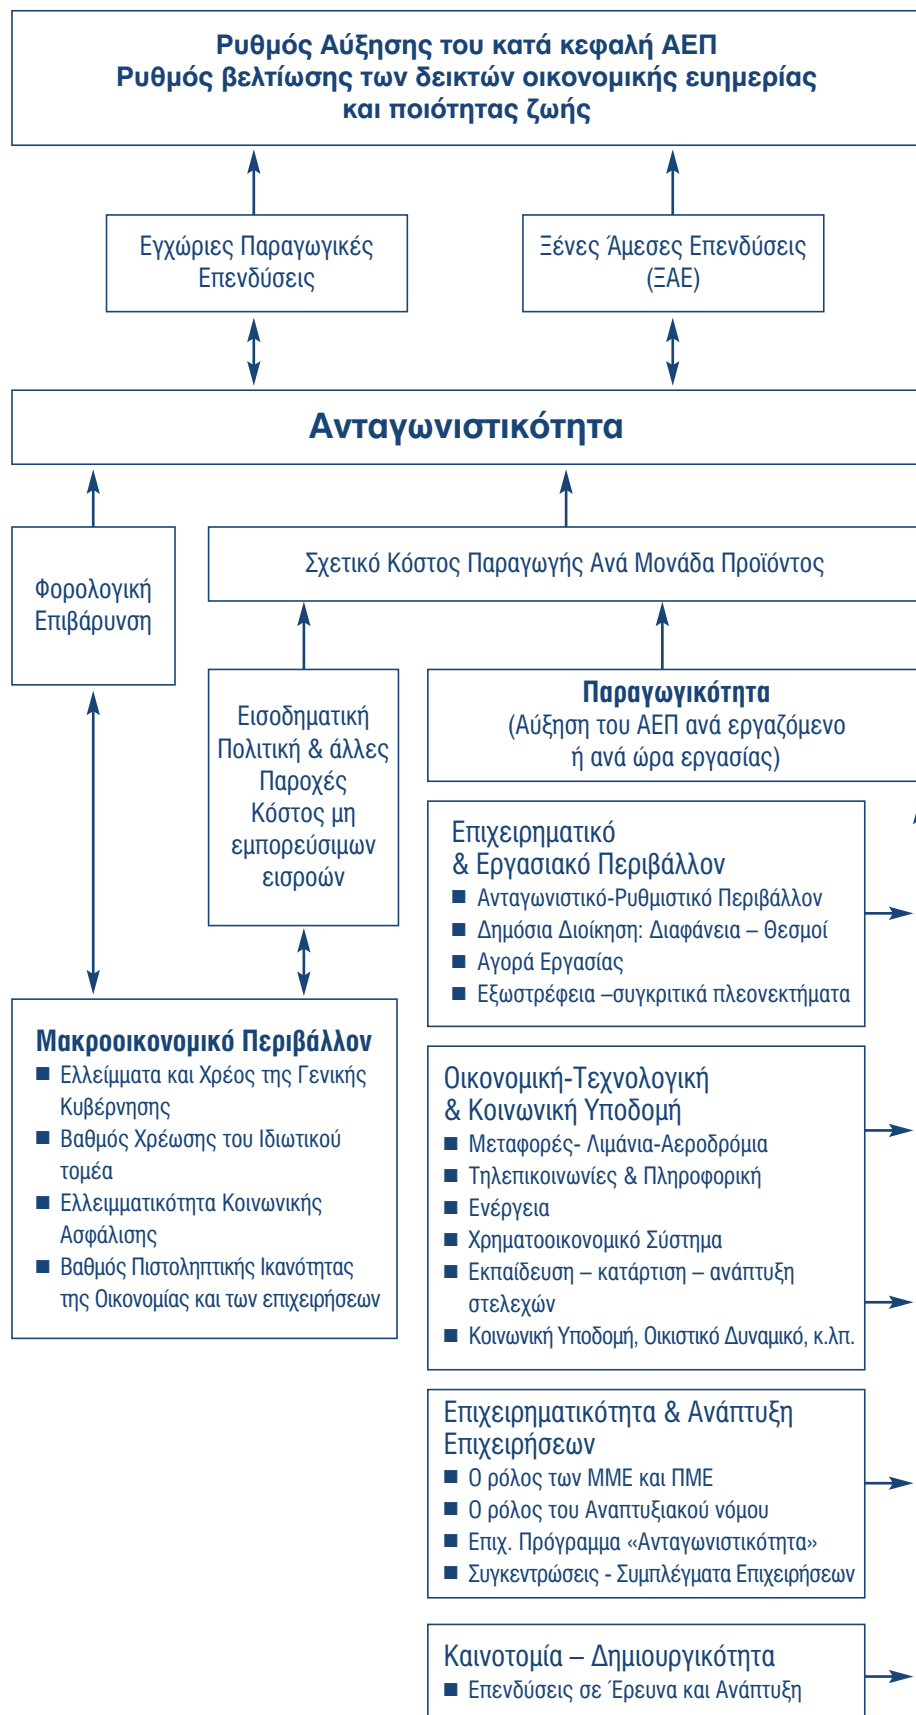 Ρυθμός Αύξησης του κατά κεφαλή ΑΕΠ
Ρυθμός βελτίωσης των δεικτών οικονομικής ευημερίας
και ποιότητας ζωής
Εγχώριες Παραγωγικές
Επενδύσεις
Ξένες Άμεσες Επενδύσεις
(ΞΑΕ)
Ανταγωνιστικότητα
Φορολογική
Επιβάρυνση
Σχετικό Κόστος Παραγωγής Ανά Μονάδα Προϊόντος
Εισοδηματική
Πολιτική & άλλες
Παροχές
Κόστος μη
εμπορεύσιμων
εισροών
Παραγωγικότητα
(Αύξηση του ΑΕΠ ανά εργαζόμενο
ή ανά ώρα εργασίας)
Επιχειρηματικό
& Εργασιακό Περιβάλλον
■ Ανταγωνιστικό-Ρυθμιστικό Περιβάλλον
■ Δημόσια Διοίκηση: Διαφάνεια – Θεσμοί
■ Αγορά Εργασίας
■ Εξωστρέφεια –συγκριτικά πλεονεκτήματα
Μακροοικονομικό Περιβάλλον
■ Ελλείμματα και Χρέος της Γενικής
Κυβέρνησης
■ Βαθμός Χρέωσης του Ιδιωτικού
τομέα
■ Ελλειμματικότητα Κοινωνικής
Ασφάλισης
■ Βαθμός Πιστοληπτικής Ικανότητας
της Οικονομίας και των επιχειρήσεων
Οικονομική-Τεχνολογική
& Κοινωνική Υποδομή
■ Μεταφορές- Λιμάνια-Αεροδρόμια
■ Τηλεπικοινωνίες & Πληροφορική
■ Ενέργεια
■ Χρηματοοικονομικό Σύστημα
■ Εκπαίδευση – κατάρτιση – ανάπτυξη
στελεχών
■ Κοινωνική Υποδομή, Οικιστικό Δυναμικό, κ.λπ.
Επιχειρηματικότητα & Ανάπτυξη
Επιχειρήσεων
■ Ο ρόλος των ΜΜΕ και ΠΜΕ
■ Ο ρόλος του Αναπτυξιακού νόμου
■ Επιχ. Πρόγραμμα «Ανταγωνιστικότητα»
■ Συγκεντρώσεις - Συμπλέγματα Επιχειρήσεων
Καινοτομία – Δημιουργικότητα
■ Επενδύσεις σε Έρευνα και Ανάπτυξη